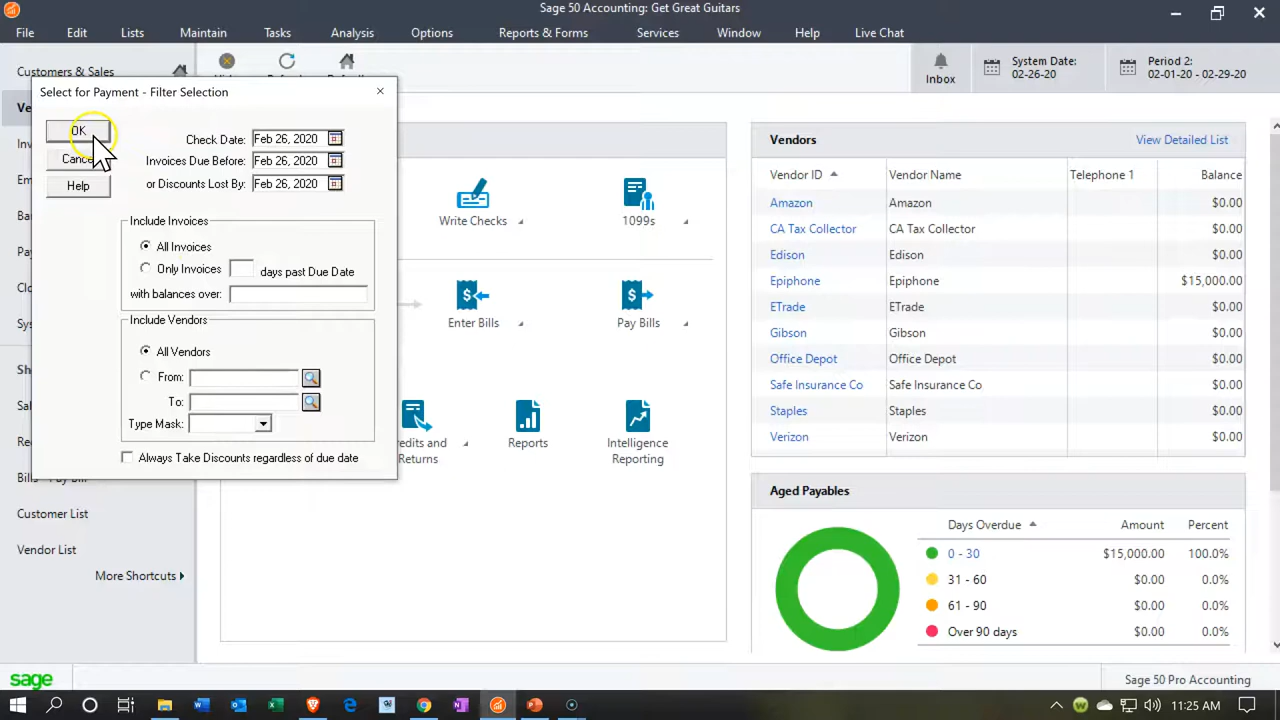 Sage 50 Accounting: Get Great Guitars
File Edit Lists Maintain Tasks Analysis Options Reports & Forms Services Window Help Live Chat
Customers & Sales
Inbox
System Date:
02-26-20
Period 2:
02-01-20 - 02-29-20
Select for Payment - Filter Selection
OK
Cancel
Help
Check Date: Feb 26, 2020
Invoices Due Before: Feb 26, 2020
or Discounts Lost By: Feb 26, 2020
Include Invoices
All Invoices
Only Invoices days past Due Date
with balances over:
Include Vendors
All Vendors
From:
To:
Type Mask:
Always Take Discounts regardless of due date
Customer List
Vendor List
More Shortcuts
Write Checks
1099s
Enter Bills
Pay Bills
Returns
Reports
Intelligence
Reporting
Vendors View Detailed List
Vendor ID Vendor Name Telephone 1 Balance
Amazon Amazon $0.00
CA Tax Collector CA Tax Collector $0.00
Edison Edison $0.00
Epiphone Epiphone $15,000.00
ETrade ETrade $0.00
Gibson Gibson $0.00
Office Depot Office Depot $0.00
Safe Insurance Co Safe Insurance Co $0.00
Staples Staples $0.00
Verizon Verizon $0.00
Aged Payables
Days Overdue Amount Percent
0 - 30 $15,000.00 100.0%
31 - 60 $0.00 0.0%
61 - 90 $0.00 0.0%
Over 90 days $0.00 0.0%
sage
Sage 50 Pro Accounting
11:25 AM